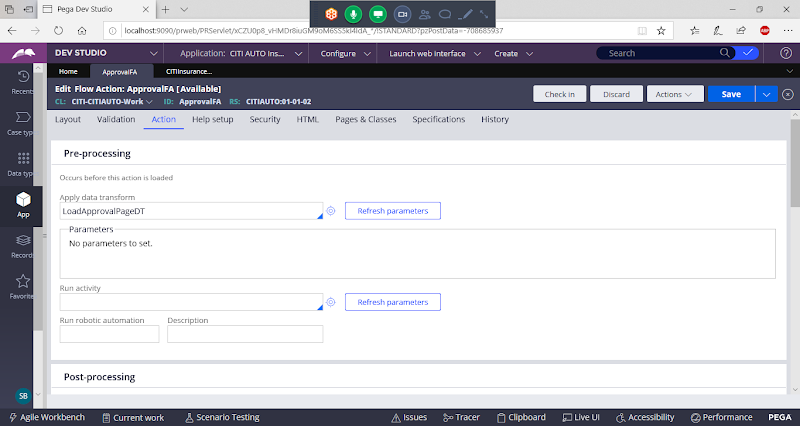 Pega Dev Studio
localhost:9090/prweb/PRServlet/xCZU0p8_vHMDr8iuGM9oM6SSSkI4IdA_*/!STANDARD?pzPostData=-708685937
DEV STUDIO
Application: CITI AUTO Ins...
Configure
Launch web interface
Create
Search
Home
ApprovalFA
CITIInsurance...
Edit Flow Action: ApprovalFA [Available]
CL: CITI-CITIAUTO-Work ID: ApprovalFA RS: CITIAUTO:01-01-02
Check in
Discard
Actions
Save
Recents
Case type
Data type
App
Record
Favorite
SB
Layout
Validation
Action
Help setup
Security
HTML
Pages & Classes
Specifications
History
Pre-processing
Occurs before this action is loaded
Apply data transform
LoadApprovalPageDT
Refresh parameters
Parameters
No parameters to set.
Run activity
Refresh parameters
Run robotic automation
Description
Post-processing
Agile Workbench
Current work
Scenario Testing
Issues
Tracer
Clipboard
Live UI
Accessibility
Performance
PEGA